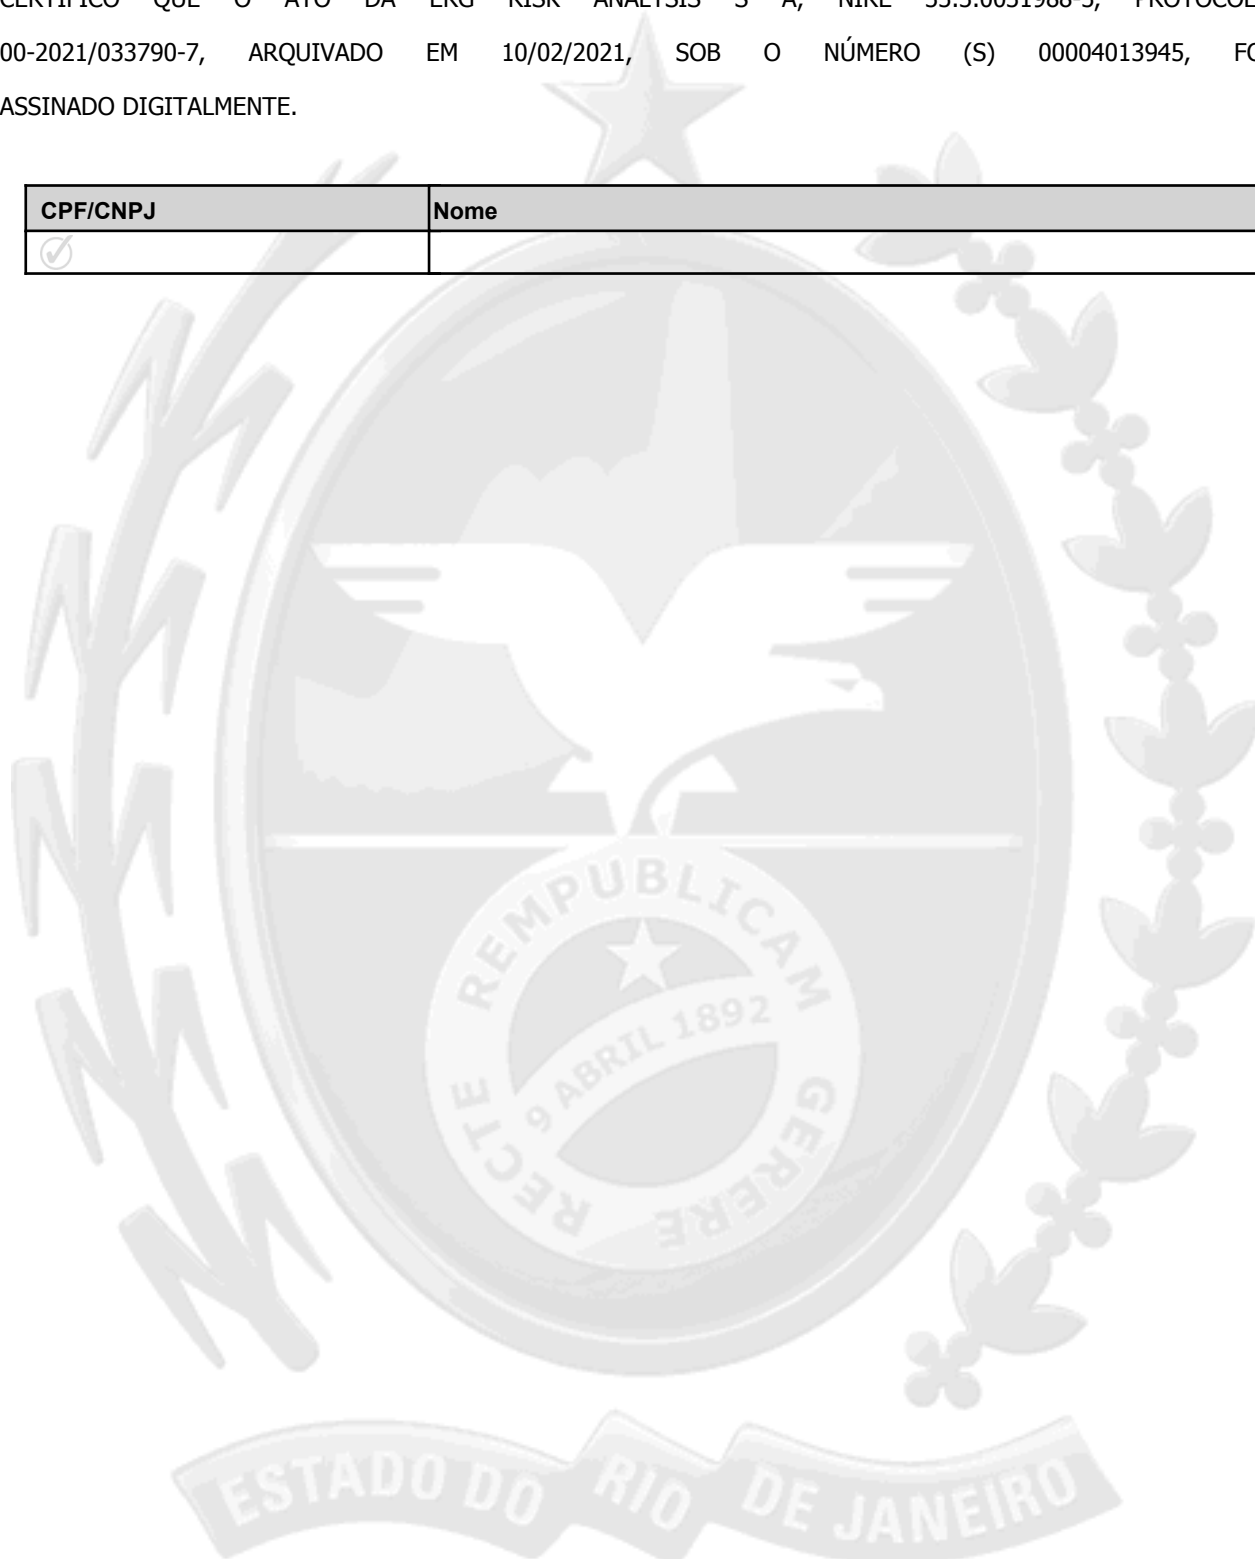 CERTIFICO QUE O ATO DA ERG RISK ANALYSIS S A, NIRE 33.3.0031988-5, PROTOCOL
00-2021/033790-7, ARQUIVADO EM 10/02/2021, SOB O NÚMERO (S) 00004013945, FO
ASSINADO DIGITALMENTE.
CPF/CNPJ Nome
RECTE REMPUBLICAM GERERE
9 ABRIL 1892
ESTADO DO RIO DE JANEIRO